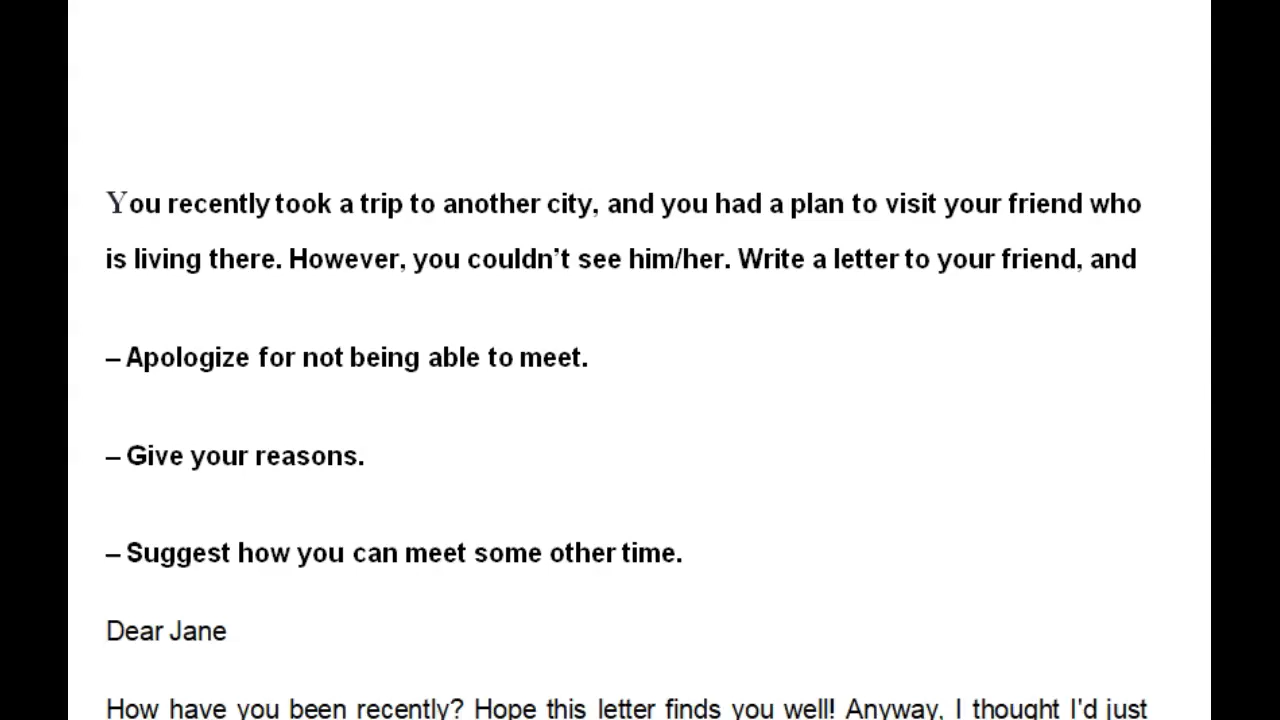 You recently took a trip to another city, and you had a plan to visit your friend who
is living there. However, you couldn't see him/her. Write a letter to your friend, and
– Apologize for not being able to meet.
– Give your reasons.
– Suggest how you can meet some other time.
Dear Jane
How have you been recently? Hope this letter finds you well! Anyway, I thought I'd just